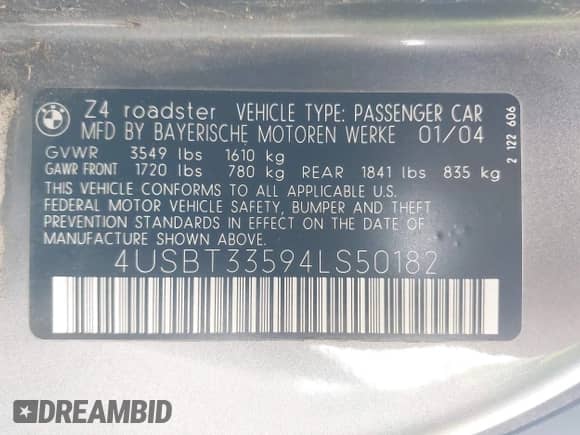 BMW
Z4 roadster VEHICLE TYPE: PASSENGER CAR
MFD BY BAYERISCHE MOTOREN WERKE 01/04
GVWR 3549 lbs 1610 kg
GAWR FRONT 1720 lbs 780 kg REAR 1841 lbs 835 kg
THIS VEHICLE CONFORMS TO ALL APPLICABLE U.S.
FEDERAL MOTOR VEHICLE SAFETY, BUMPER AND THEFT
PREVENTION STANDARDS IN EFFECT ON THE DATE OF
MANUFACTURE SHOWN ABOVE.
4USBT33594LS50182
2 122 606
DREAMBID